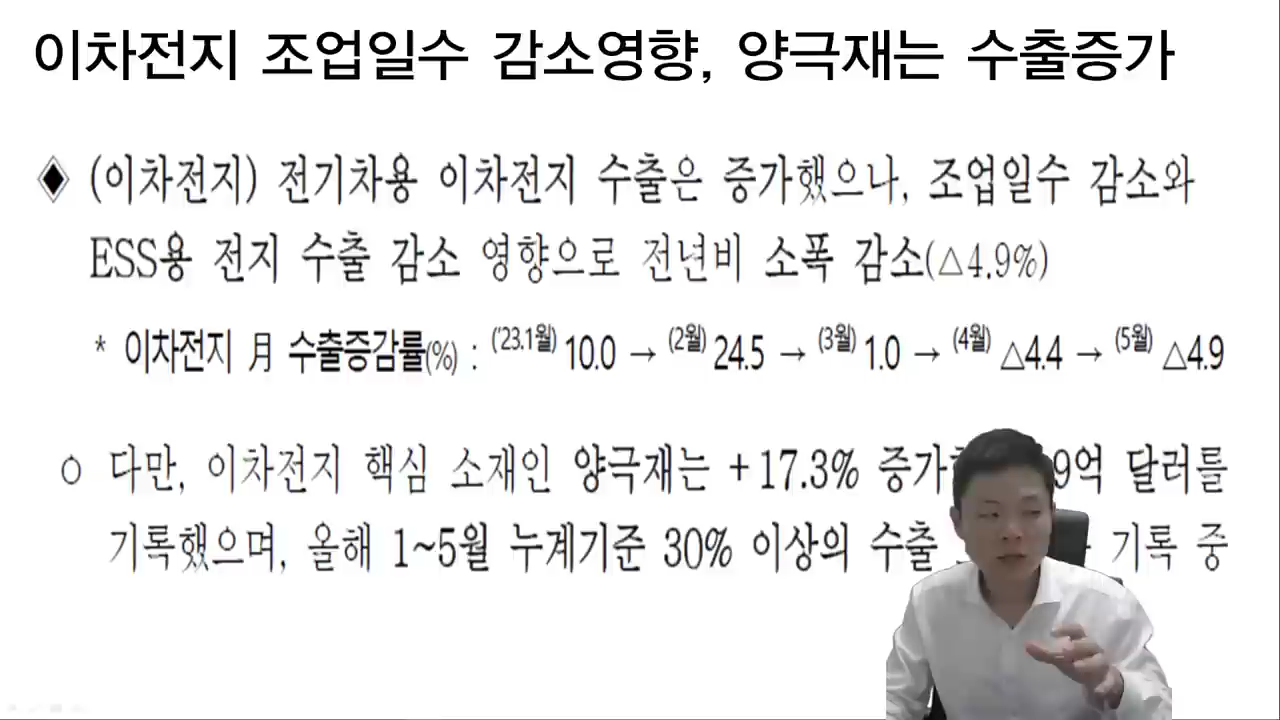 이차전지 조업일수 감소영향, 양극재는 수출증가
◈ (이차전지) 전기차용 이차전지 수출은 증가했으나, 조업일수 감소와
ESS용 전지 수출 감소 영향으로 전년비 소폭 감소(△4.9%)
* 이차전지 月 수출증감률(%) : ('23.1월) 10.0 → (2월) 24.5 → (3월) 1.0 → (4월) △4.4 → (5월) △4.9
ㅇ 다만, 이차전지 핵심 소재인 양극재는 +17.3% 달러를
기록했으며, 올해 1~5월 누계기준 30% 이상의 수출 기록 중